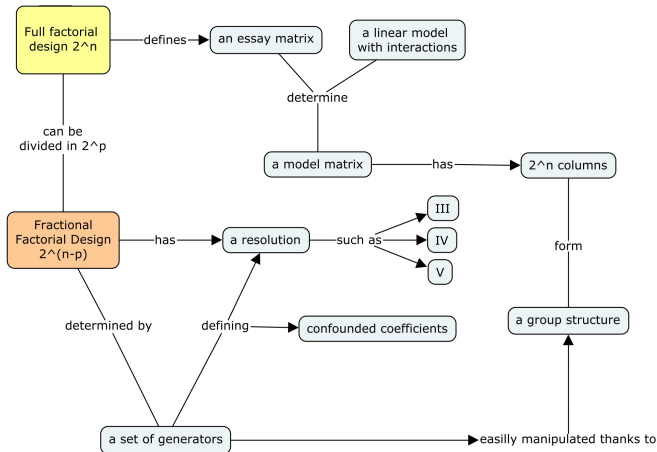 Full factorial
design 2^n
defines
an essay matrix
a linear model
with interactions
determine
can be
divided in 2^p
a model matrix
has
2^n columns
Fractional
Factorial Design
2^(n-p)
has
a resolution
such as
III
IV
V
form
determined by
defining
confounded coefficients
a group structure
a set of generators
easilly manipulated thanks to